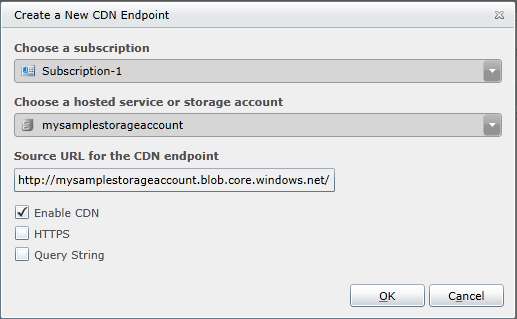 Create a New CDN Endpoint
Choose a subscription
Subscription-1
Choose a hosted service or storage account
mysamplestorageaccount
Source URL for the CDN endpoint
http://mysamplestorageaccount.blob.core.windows.net/
Enable CDN
HTTPS
Query String
OK Cancel